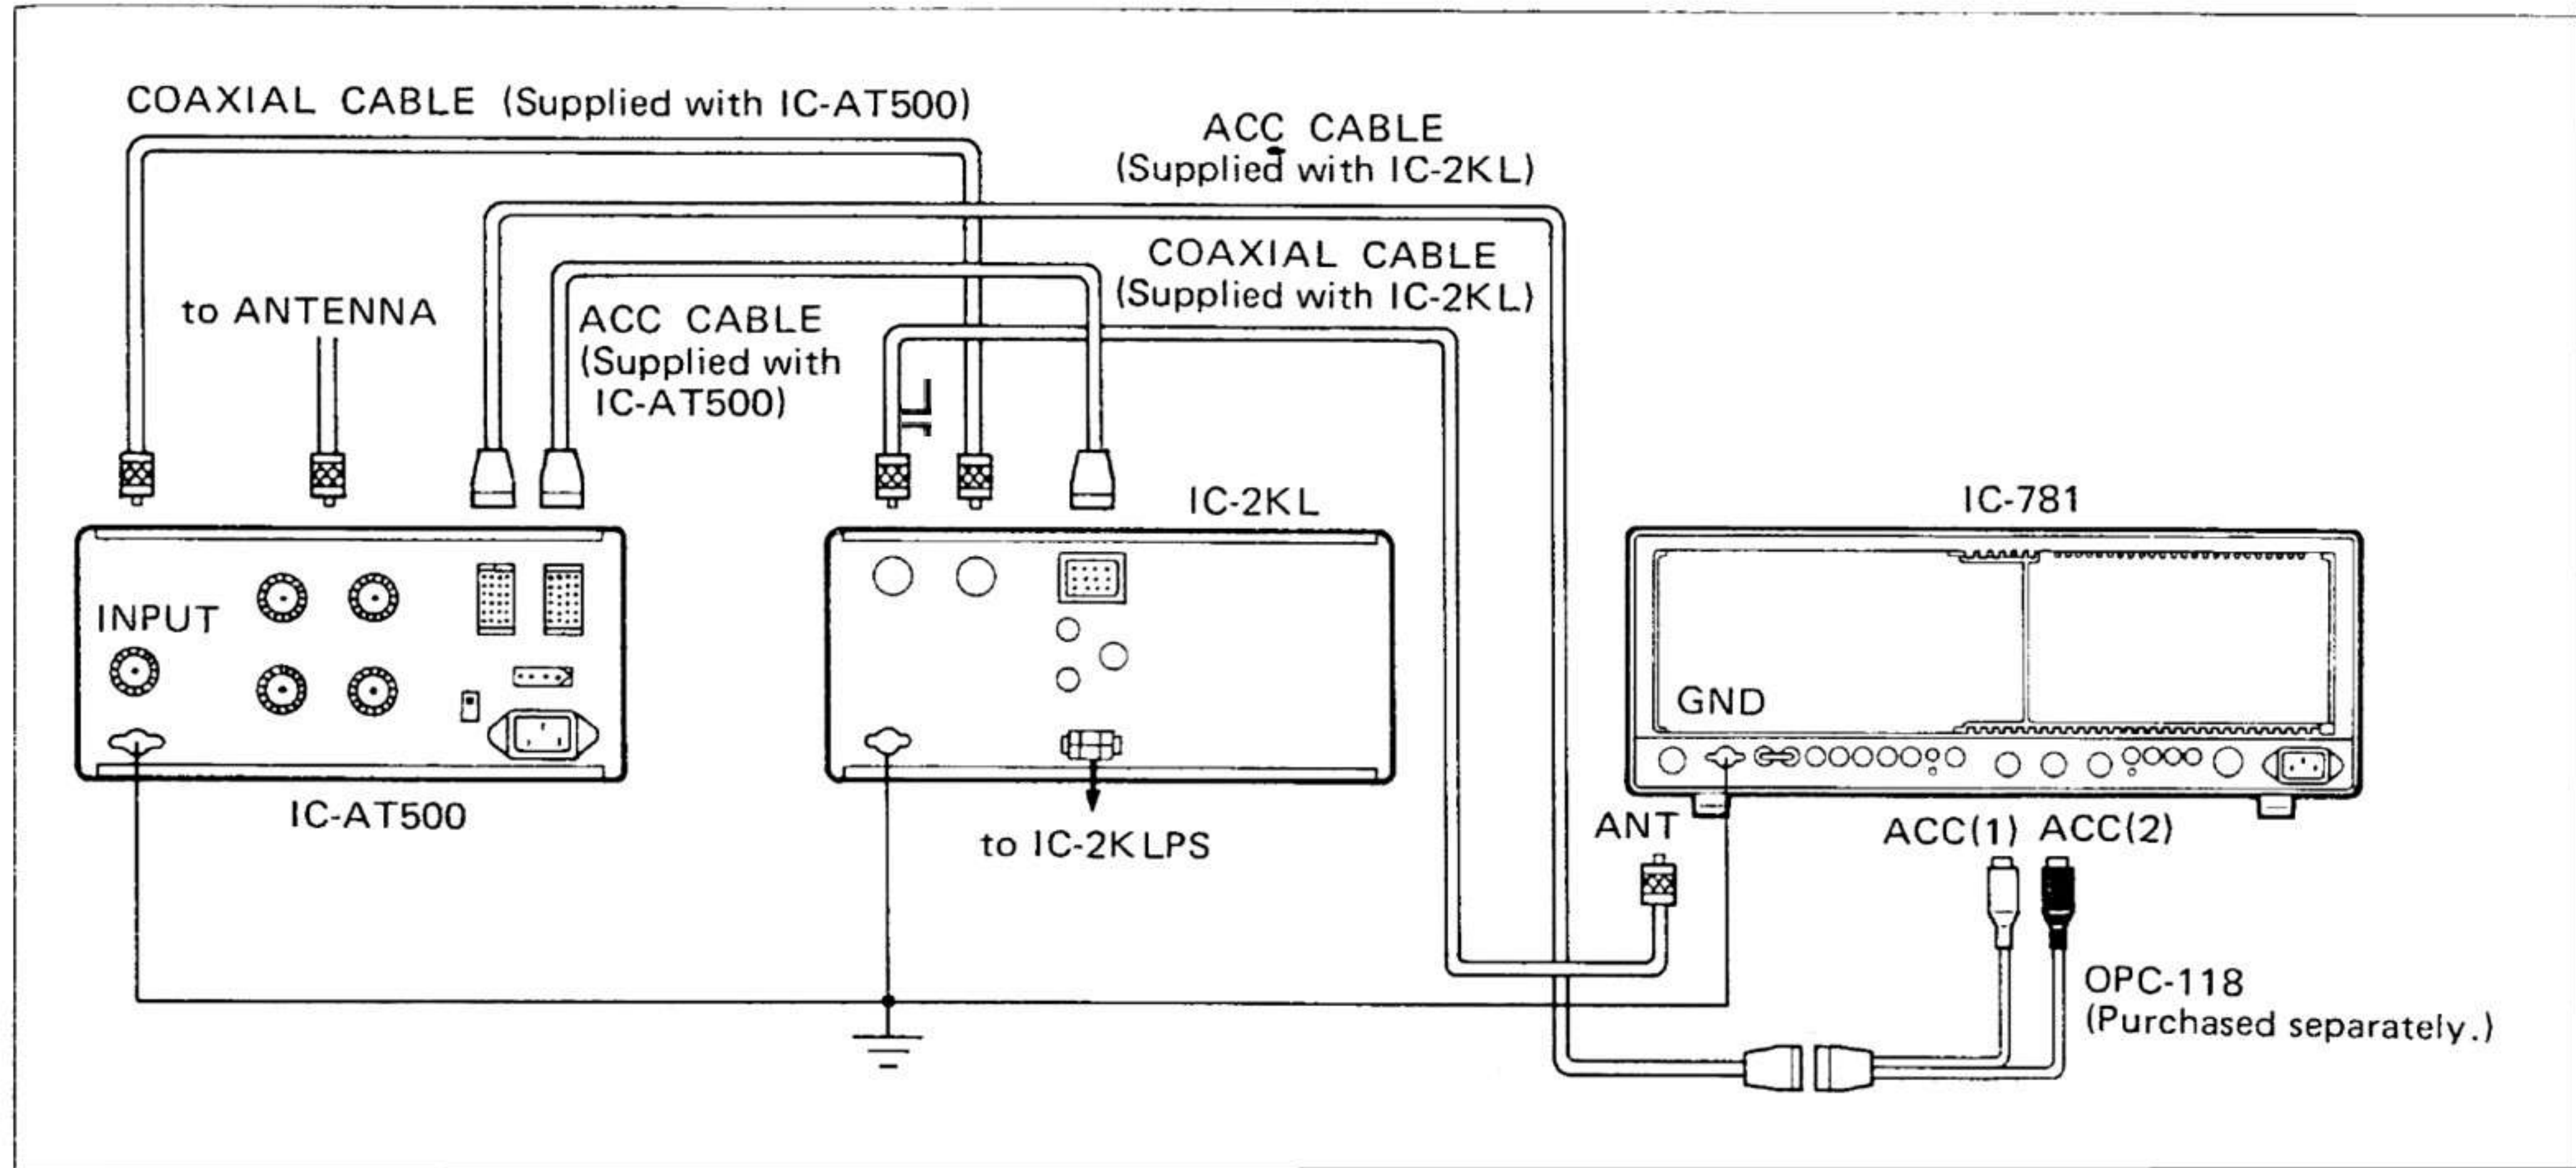 COAXIAL CABLE (Supplied with IC-AT500)
ACC CABLE
(Supplied with IC-2KL)
COAXIAL CABLE
(Supplied with IC-2KL)
to ANTENNA
ACC CABLE
(Supplied with
IC-AT500)
IC-2KL
IC-781
INPUT
GND
IC-AT500
to IC-2KLPS
ANT
ACC(1) ACC(2)
OPC-118
(Purchased separately.)